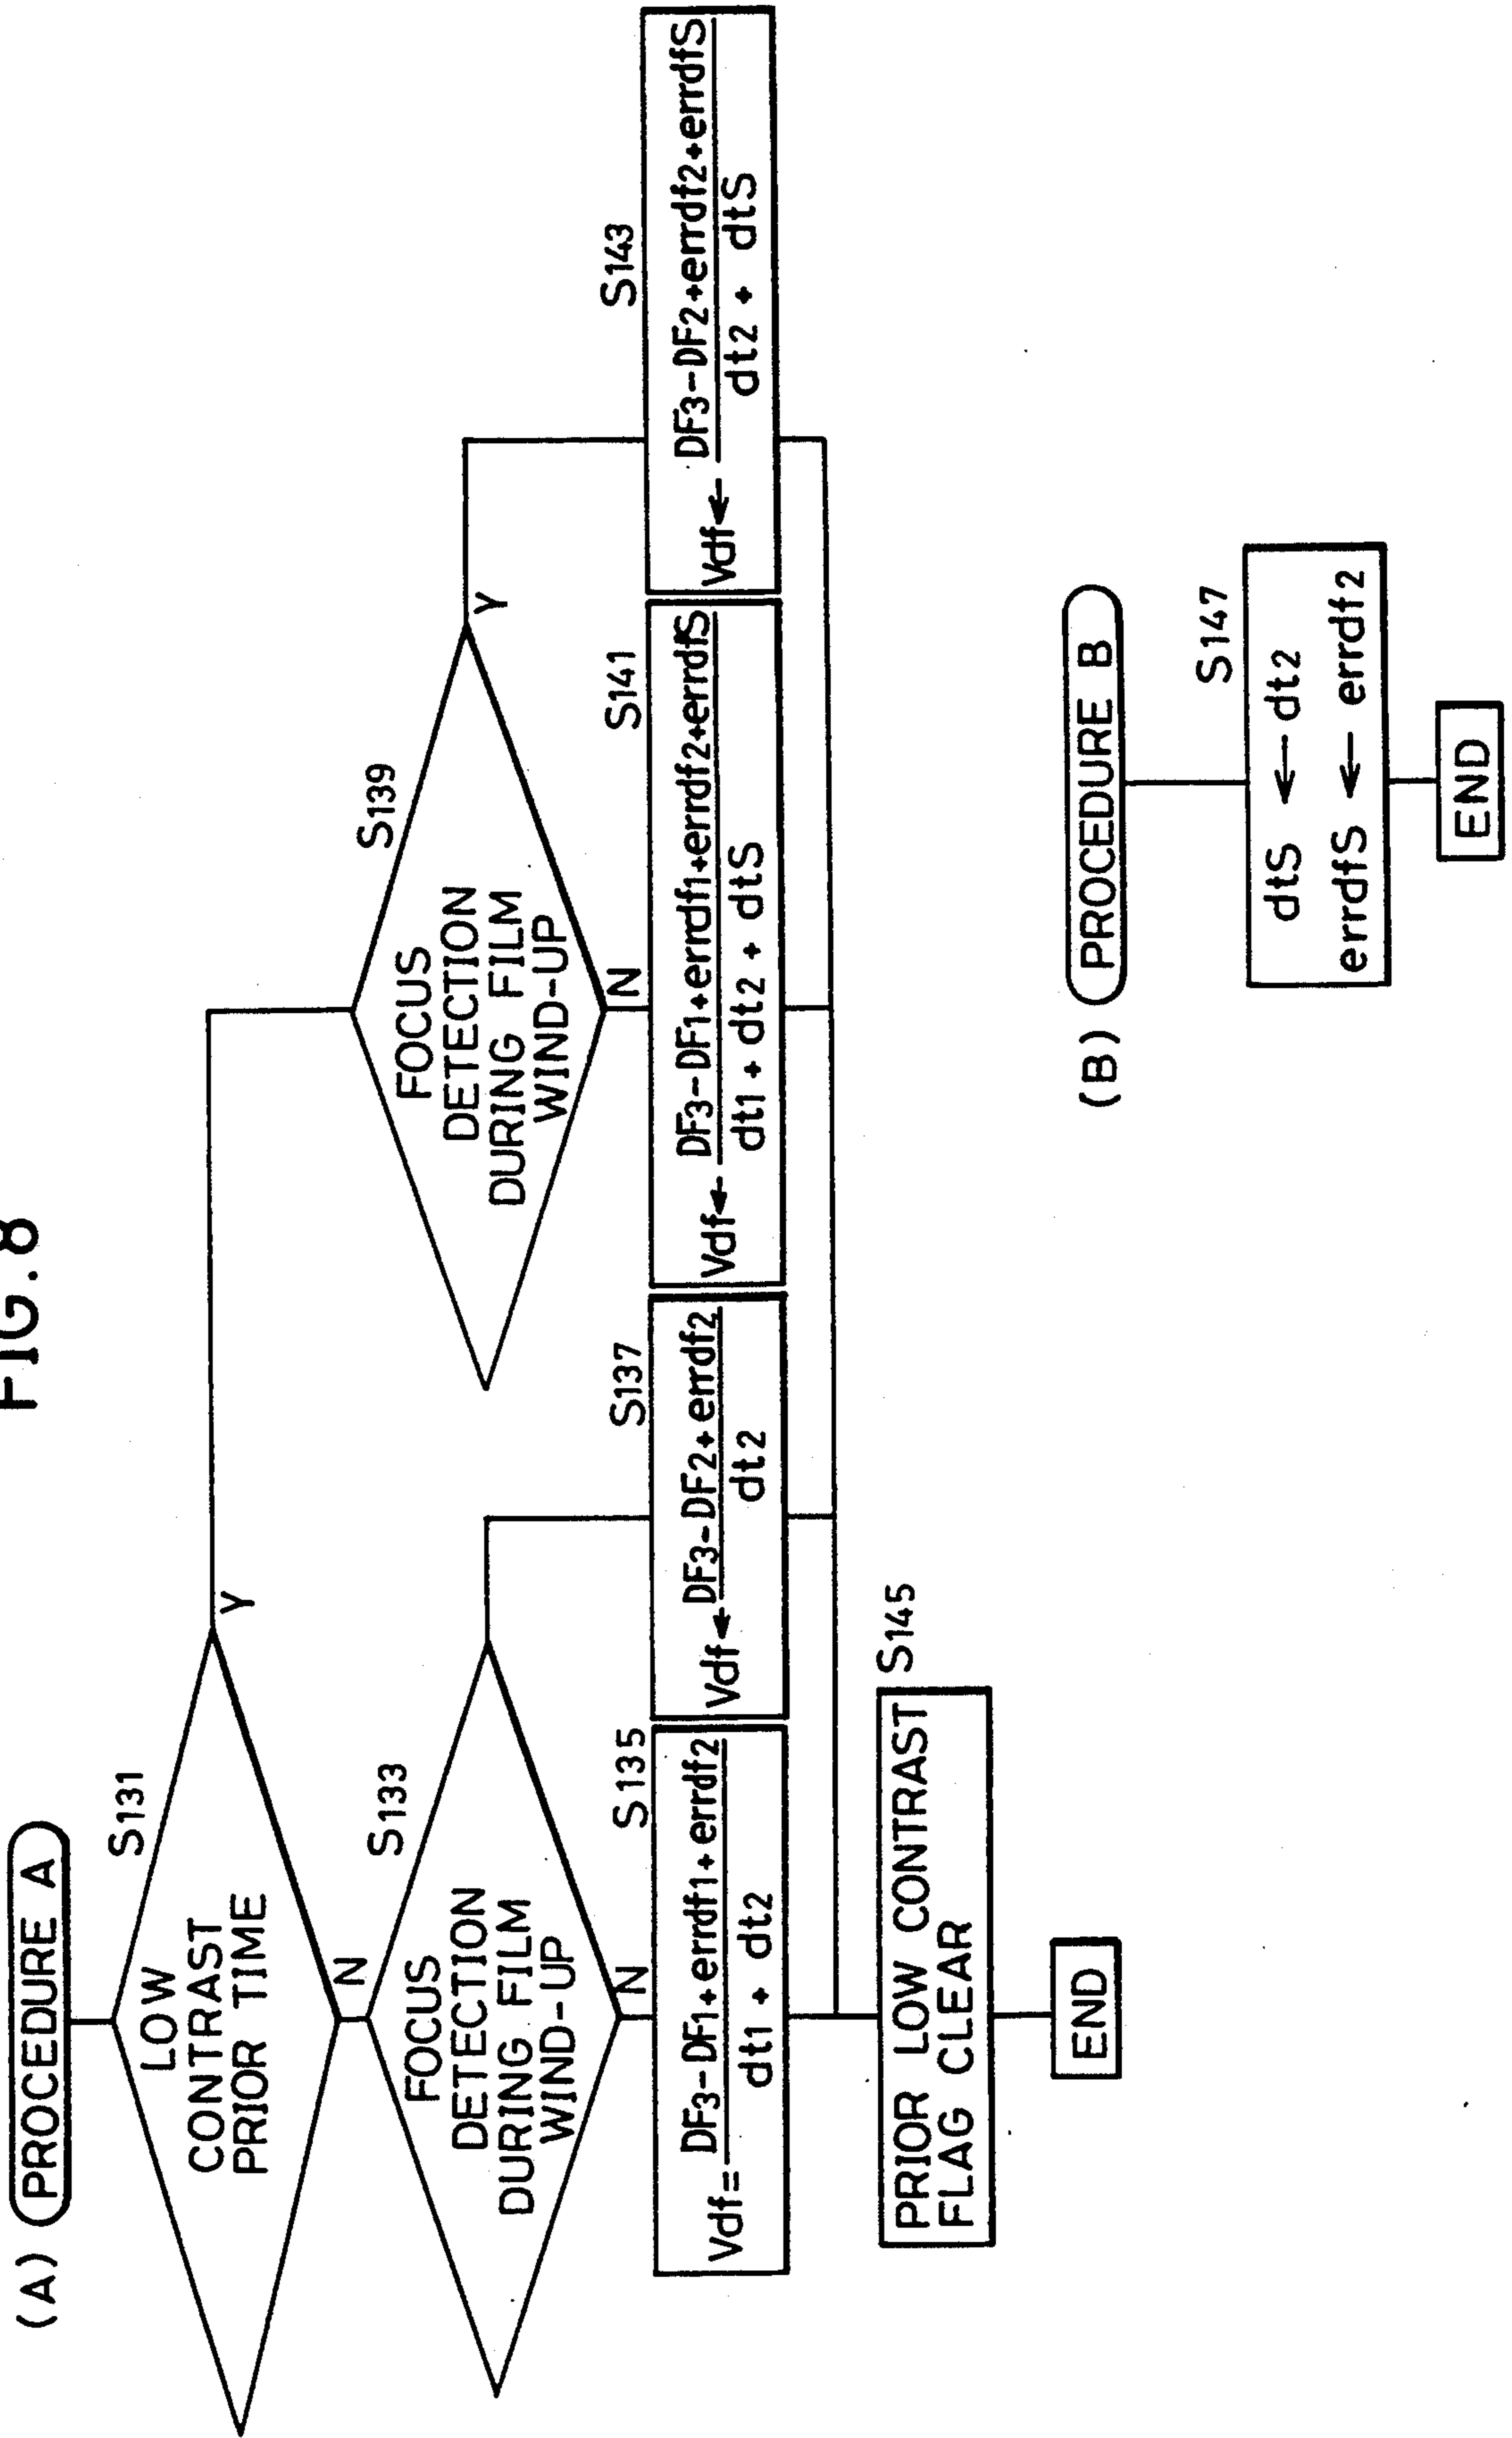 FIG.8
(A) PROCEDURE A
S131
LOW
CONTRAST
PRIOR TIME
Y
N
S133
FOCUS
DETECTION
DURING FILM
WIND-UP
N
S139
FOCUS
DETECTION
DURING FILM
WIND-UP
Y
N
S135
Vdf= DF3-DF1+errdf1+errdf2
dt1 + dt2
S137
Vdf← DF3-DF2+errdf2
dt2
S141
Vdf← DF3-DF1+errdf1+errdf2+errdfS
dt1 + dt2 + dtS
S143
Vdf← DF3-DF2+errdf2+errdfS
dt2 + dtS
S145
PRIOR LOW CONTRAST
FLAG CLEAR
END
(B) PROCEDURE B
S147
dtS ← dt2
errdfS ← errdf2
END